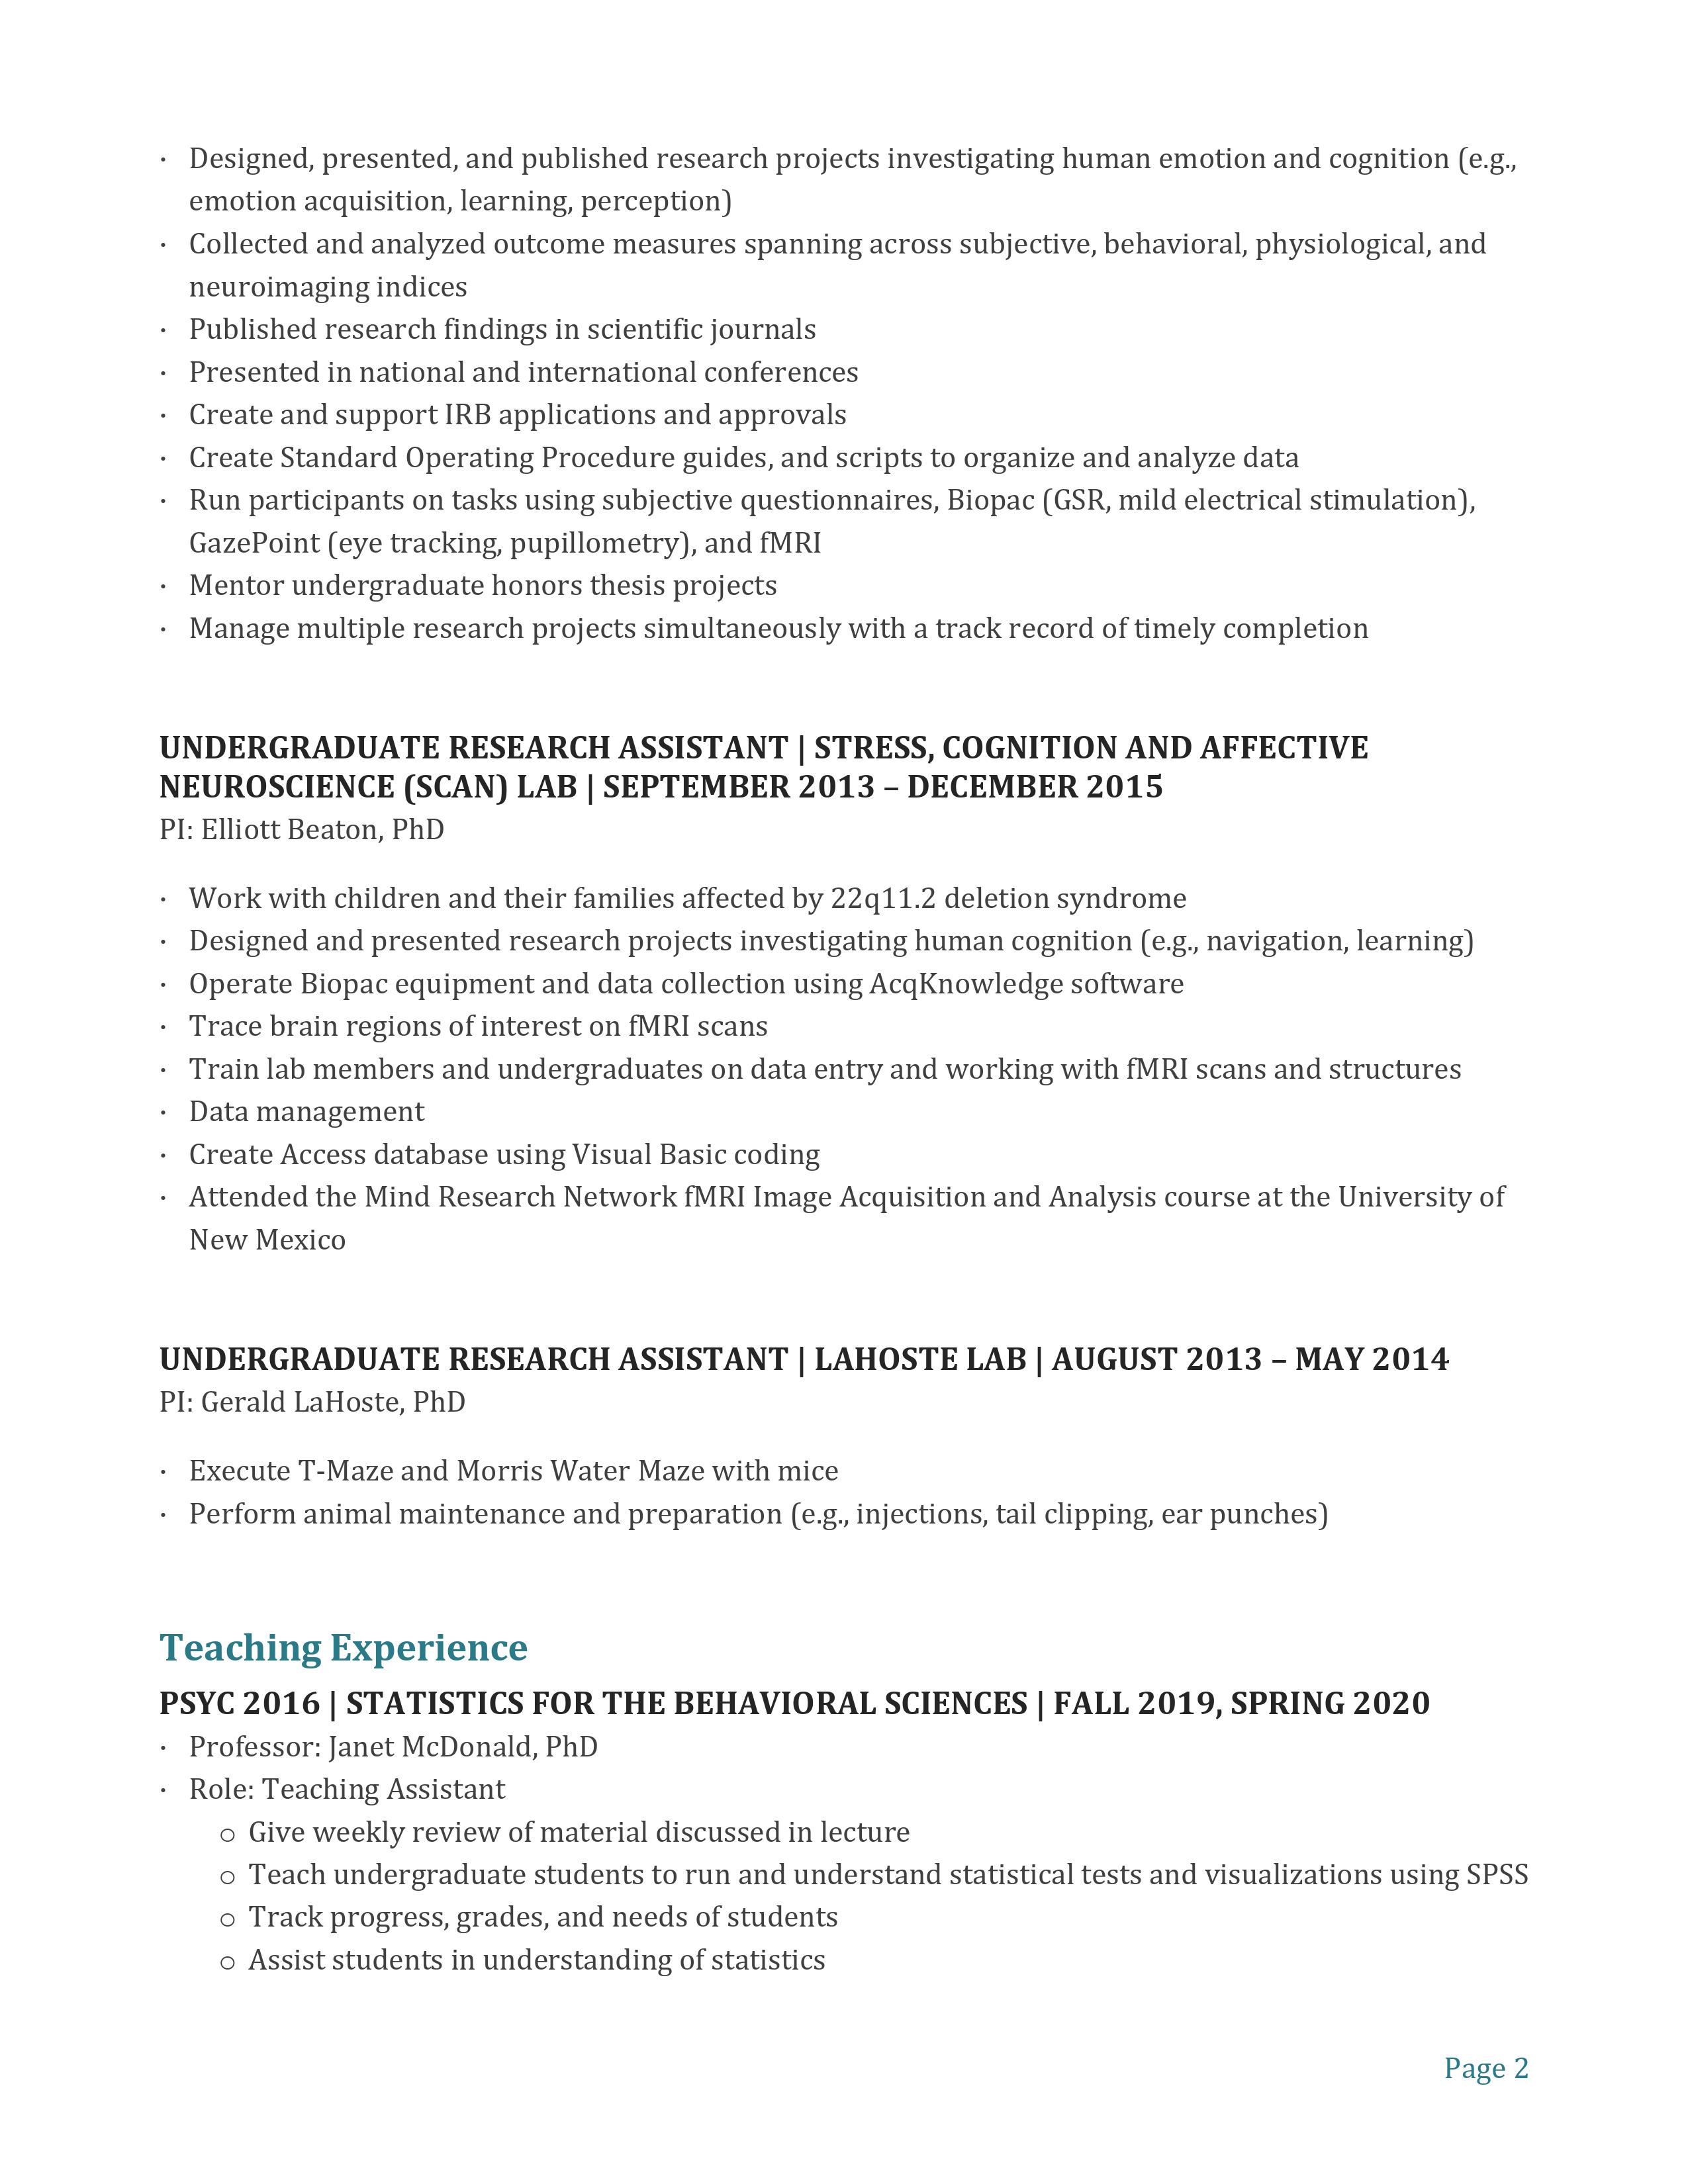 · Designed, presented, and published research projects investigating human emotion and cognition (e.g.,
emotion acquisition, learning, perception)
· Collected and analyzed outcome measures spanning across subjective, behavioral, physiological, and
neuroimaging indices
· Published research findings in scientific journals
· Presented in national and international conferences
· Create and support IRB applications and approvals
· Create Standard Operating Procedure guides, and scripts to organize and analyze data
· Run participants on tasks using subjective questionnaires, Biopac (GSR, mild electrical stimulation),
GazePoint (eye tracking, pupillometry), and fMRI
· Mentor undergraduate honors thesis projects
· Manage multiple research projects simultaneously with a track record of timely completion
UNDERGRADUATE RESEARCH ASSISTANT | STRESS, COGNITION AND AFFECTIVE
NEUROSCIENCE (SCAN) LAB | SEPTEMBER 2013 – DECEMBER 2015
PI: Elliott Beaton, PhD
· Work with children and their families affected by 22q11.2 deletion syndrome
· Designed and presented research projects investigating human cognition (e.g., navigation, learning)
· Operate Biopac equipment and data collection using AcqKnowledge software
· Trace brain regions of interest on fMRI scans
· Train lab members and undergraduates on data entry and working with fMRI scans and structures
· Data management
· Create Access database using Visual Basic coding
· Attended the Mind Research Network fMRI Image Acquisition and Analysis course at the University of
New Mexico
UNDERGRADUATE RESEARCH ASSISTANT | LAHOSTE LAB | AUGUST 2013 – MAY 2014
PI: Gerald LaHoste, PhD
· Execute T-Maze and Morris Water Maze with mice
· Perform animal maintenance and preparation (e.g., injections, tail clipping, ear punches)
Teaching Experience
PSYC 2016 | STATISTICS FOR THE BEHAVIORAL SCIENCES | FALL 2019, SPRING 2020
· Professor: Janet McDonald, PhD
· Role: Teaching Assistant
o Give weekly review of material discussed in lecture
o Teach undergraduate students to run and understand statistical tests and visualizations using SPSS
o Track progress, grades, and needs of students
o Assist students in understanding of statistics
Page 2